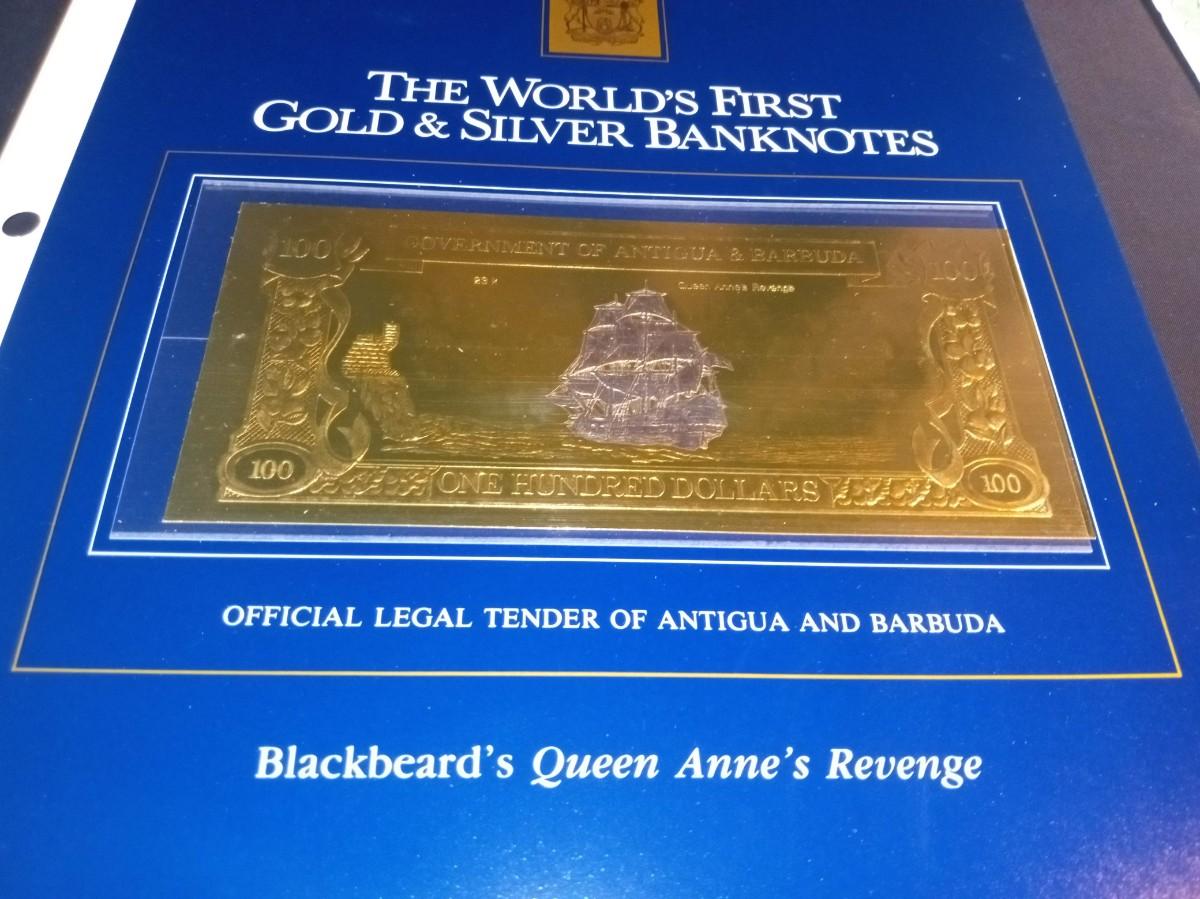 THE WORLD'S FIRST
GOLD & SILVER BANKNOTES
100
GOVERNMENT OF ANTIGUA & BARBUDA
100
23 k
Queen Anne's Revenge
100
ONE HUNDRED DOLLARS
100
OFFICIAL LEGAL TENDER OF ANTIGUA AND BARBUDA
Blackbeard's Queen Anne's Revenge